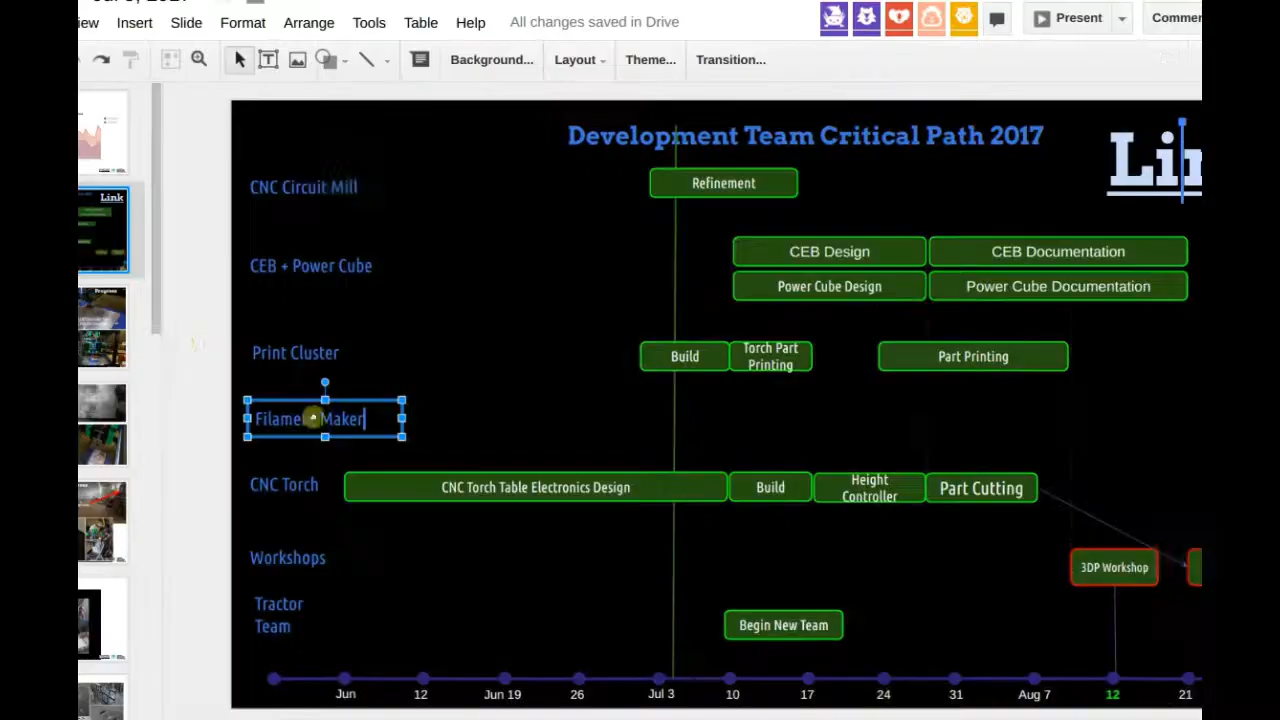 iew Insert Slide Format Arrange Tools Table Help All changes saved in Drive Present
Background... Layout Theme... Transition...
Link
Development Team Critical Path 2017
CNC Circuit Mill
Refinement
CEB + Power Cube
CEB Design
CEB Documentation
Power Cube Design
Power Cube Documentation
Print Cluster
Build
Torch Part
Printing
Part Printing
Maker
CNC Torch
CNC Torch Table Electronics Design
Build
Height
Controller
Part Cutting
Workshops
3DP Workshop
Tractor
Team
Begin New Team
Jun 12 Jun 19 26 Jul 3 10 17 24 31 Aug 7 12 21